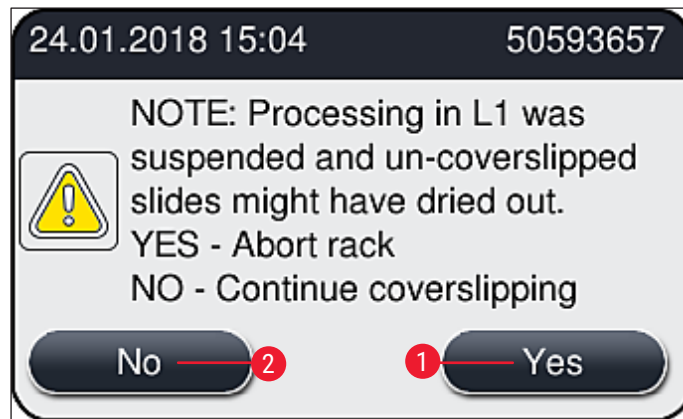 24.01.2018 15:04 50593657
NOTE: Processing in L1 was
suspended and un-coverslipped
slides might have dried out.
YES - Abort rack
NO - Continue coverslipping
No 2 1 Yes